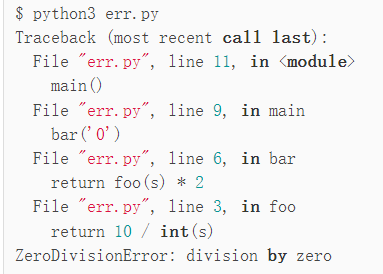 $ python3 err.py
Traceback (most recent call last):
  File "err.py", line 11, in <module>
    main()
  File "err.py", line 9, in main
    bar('0')
  File "err.py", line 6, in bar
    return foo(s) * 2
  File "err.py", line 3, in foo
    return 10 / int(s)
ZeroDivisionError: division by zero